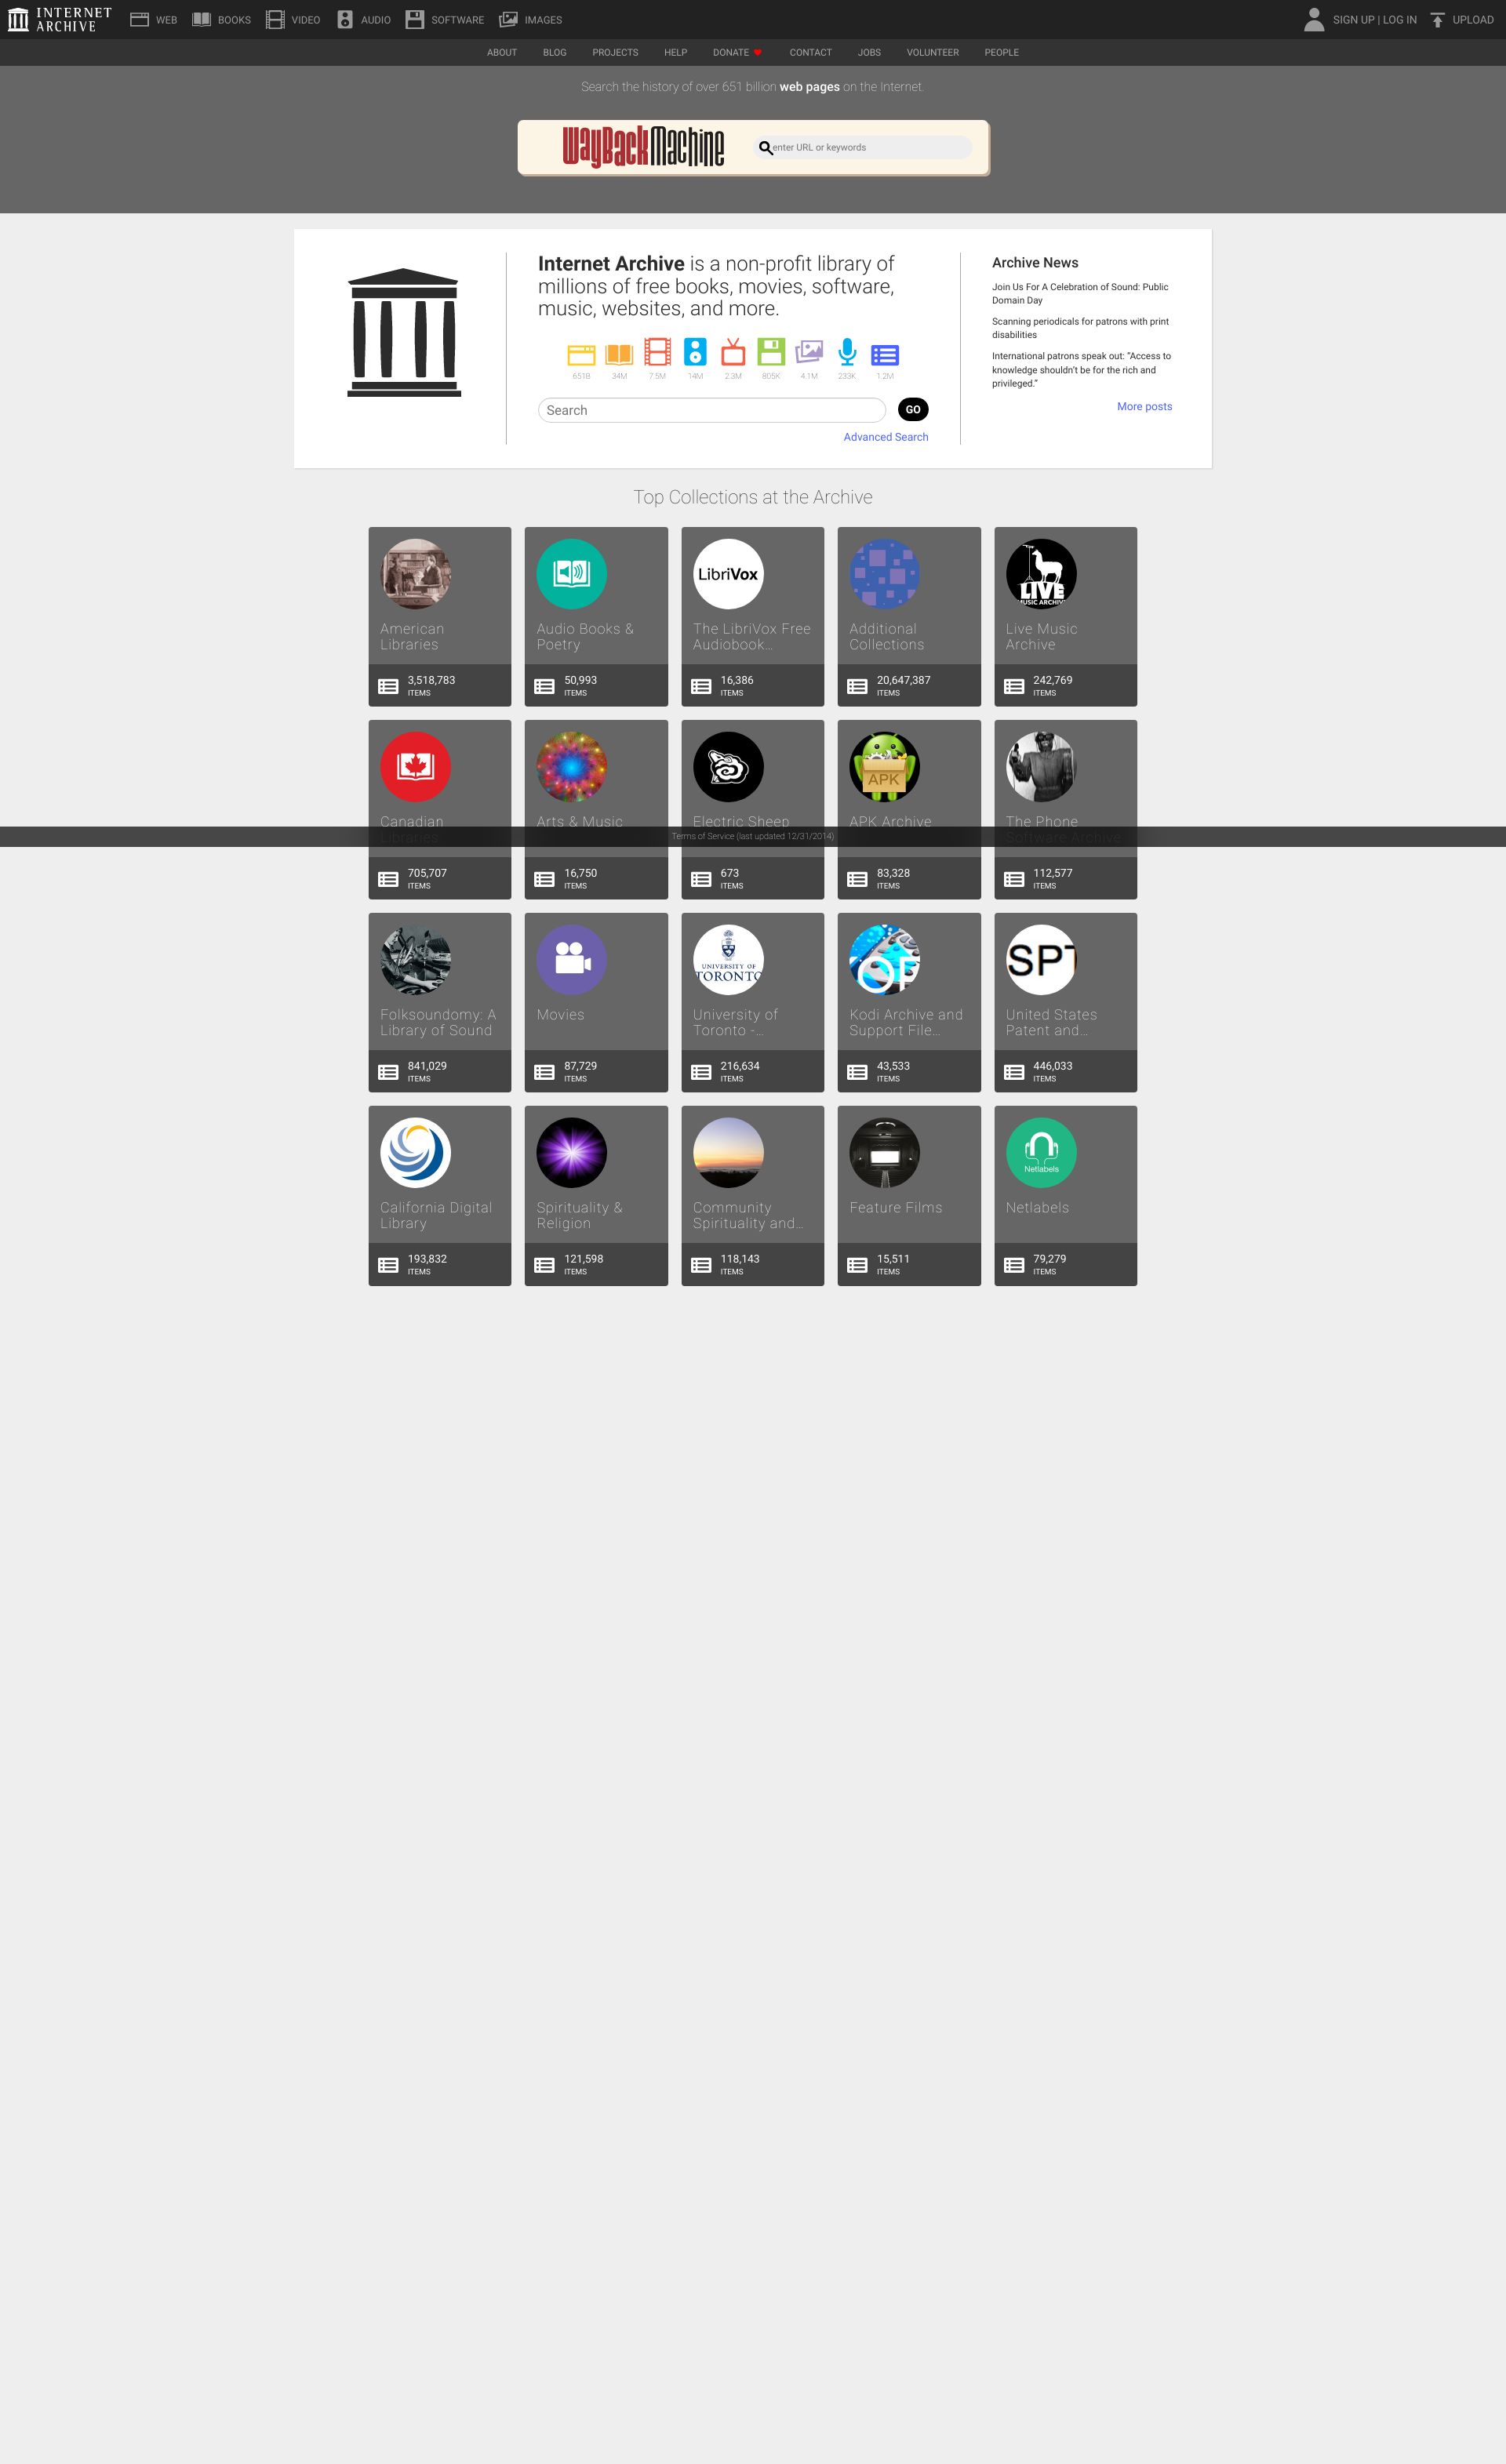 INTERNET
ARCHIVE
WEB
BOOKS
VIDEO
AUDIO
SOFTWARE
IMAGES
SIGN UP | LOG IN
UPLOAD
ABOUT
BLOG
PROJECTS
HELP
DONATE
CONTACT
JOBS
VOLUNTEER
PEOPLE
Search the history of over 651 billion web pages on the Internet.
WayBackMachine
enter URL or keywords
Internet Archive is a non-profit library of
millions of free books, movies, software,
music, websites, and more.
651B
34M
7.5M
14M
2.3M
805K
4.1M
233K
1.2M
Search
GO
Advanced Search
Archive News
Join Us For A Celebration of Sound: Public
Domain Day
Scanning periodicals for patrons with print
disabilities
International patrons speak out: “Access to
knowledge shouldn’t be for the rich and
privileged.”
More posts
Top Collections at the Archive
American
Libraries
3,518,783
ITEMS
Audio Books &
Poetry
50,993
ITEMS
LibriVox
The LibriVox Free
Audiobook…
16,386
ITEMS
Additional
Collections
20,647,387
ITEMS
LIVE
MUSIC ARCHIVE
Live Music
Archive
242,769
ITEMS
Canadian
Libraries
705,707
ITEMS
Arts & Music
16,750
ITEMS
Electric Sheep
673
ITEMS
APK
APK Archive
83,328
ITEMS
The Phone
Software Archive
112,577
ITEMS
Terms of Service (last updated 12/31/2014)
Folksoundomy: A
Library of Sound
841,029
ITEMS
Movies
87,729
ITEMS
UNIVERSITY OF
TORONTO
University of
Toronto -…
216,634
ITEMS
OF
Kodi Archive and
Support File…
43,533
ITEMS
SPT
United States
Patent and…
446,033
ITEMS
California Digital
Library
193,832
ITEMS
Spirituality &
Religion
121,598
ITEMS
Community
Spirituality and…
118,143
ITEMS
Feature Films
15,511
ITEMS
Netlabels
Netlabels
79,279
ITEMS